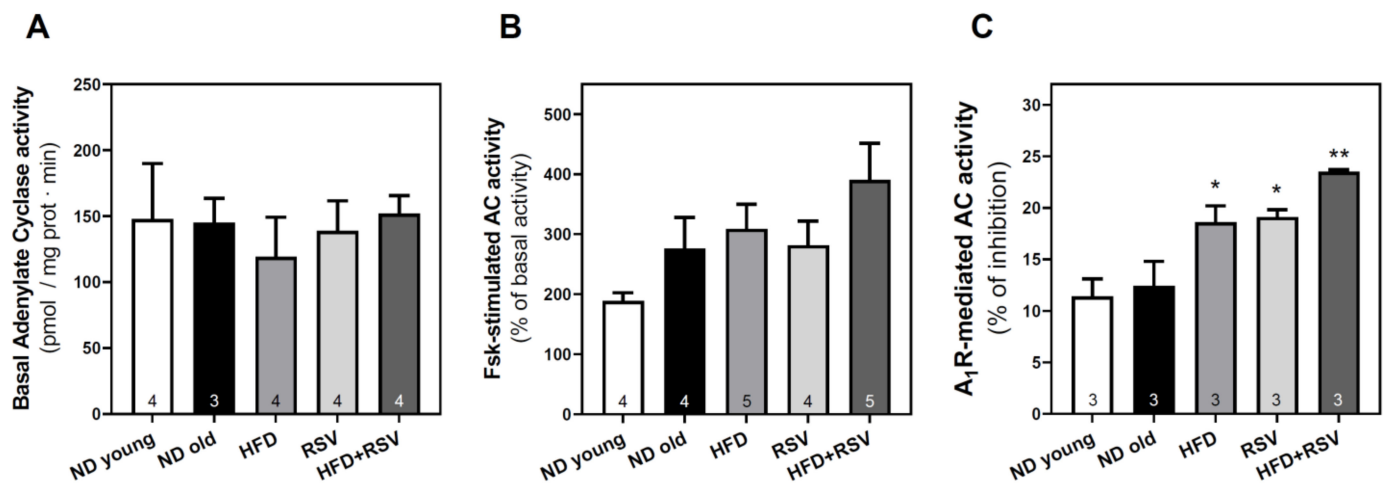 A
Basal Adenylate Cyclase activity
(pmol / mg prot · min)
250
200
150
100
50
0
4
3
4
4
4
ND young
ND old
HFD
RSV
HFD+RSV
B
Fsk-stimulated AC activity
(% of basal activity)
500
400
300
200
100
0
4
4
5
4
5
ND young
ND old
HFD
RSV
HFD+RSV
C
A₁R-mediated AC activity
(% of inhibition)
30
25
20
15
10
5
0
*
*
**
3
3
3
3
3
ND young
ND old
HFD
RSV
HFD+RSV